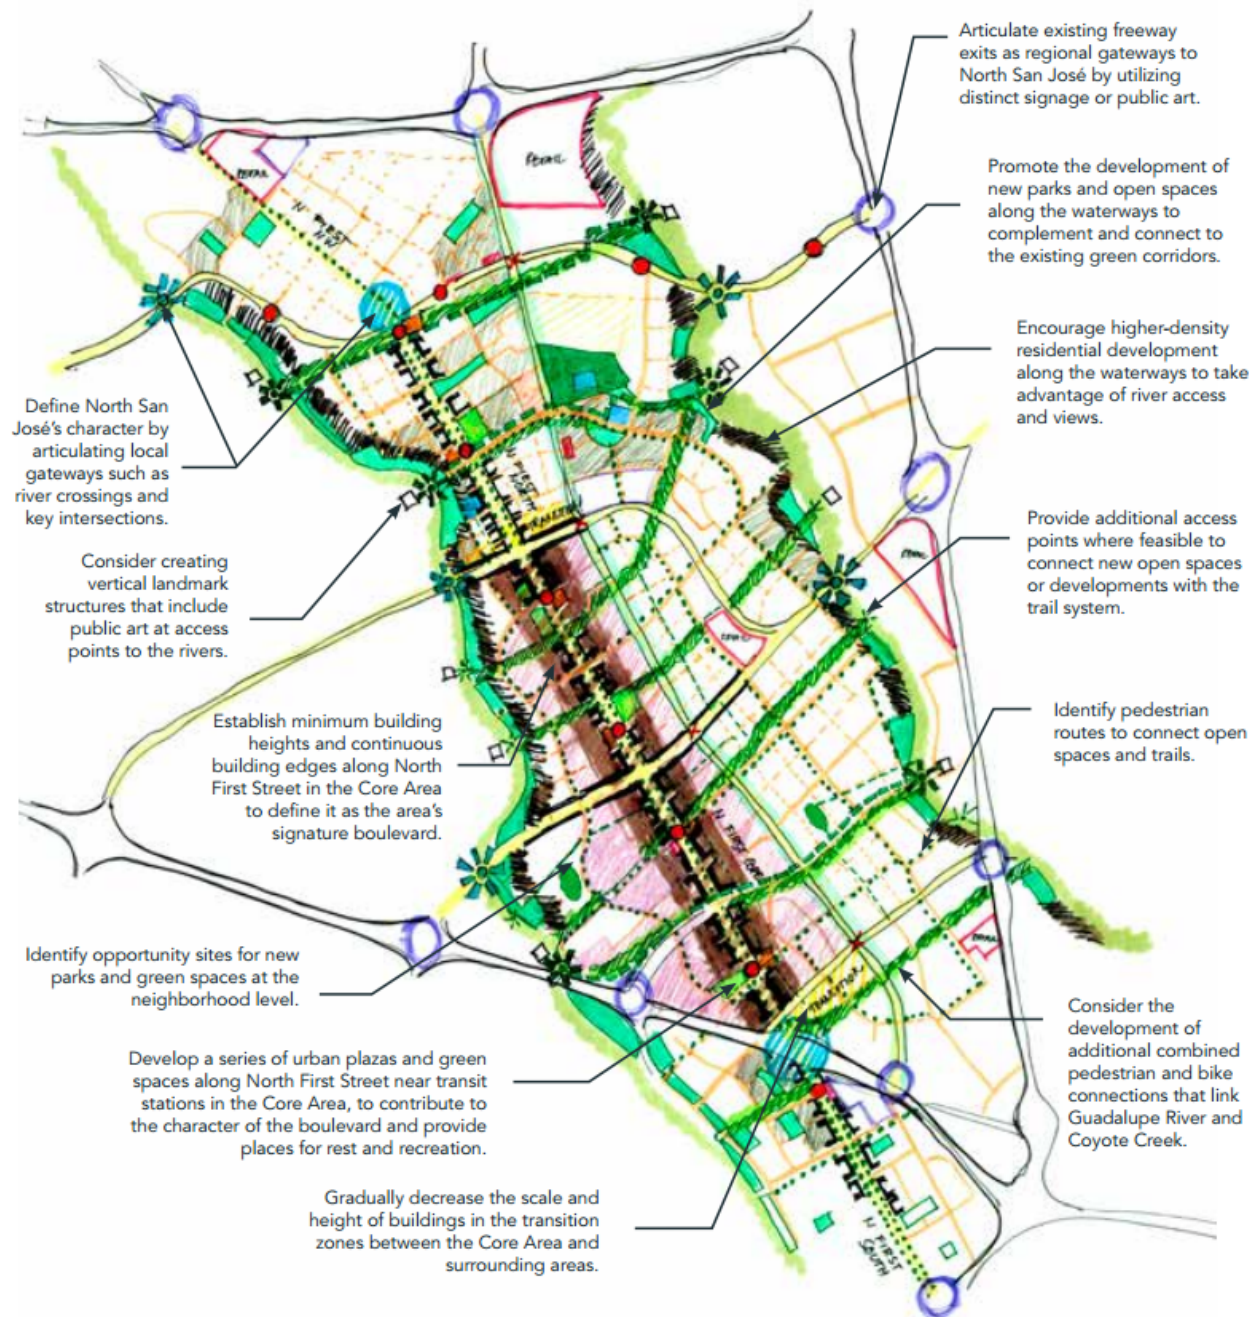 Articulate existing freeway
exits as regional gateways to
North San José by utilizing
distinct signage or public art.
Promote the development of
new parks and open spaces
along the waterways to
complement and connect to
the existing green corridors.
Encourage higher-density
residential development
along the waterways to take
advantage of river access
and views.
Provide additional access
points where feasible to
connect new open spaces
or developments with the
trail system.
Identify pedestrian
routes to connect open
spaces and trails.
Consider the
development of
additional combined
pedestrian and bike
connections that link
Guadalupe River and
Coyote Creek.
Define North San
José's character by
articulating local
gateways such as
river crossings and
key intersections.
Consider creating
vertical landmark
structures that include
public art at access
points to the rivers.
Establish minimum building
heights and continuous
building edges along North
First Street in the Core Area
to define it as the area's
signature boulevard.
Identify opportunity sites for new
parks and green spaces at the
neighborhood level.
Develop a series of urban plazas and green
spaces along North First Street near transit
stations in the Core Area, to contribute to
the character of the boulevard and provide
places for rest and recreation.
Gradually decrease the scale and
height of buildings in the transition
zones between the Core Area and
surrounding areas.
RETAIL
RETAIL
N FIRST
NW
N FIRST
RETAIL
N FIRST
TRANSITION
N FIRST
SOUTH